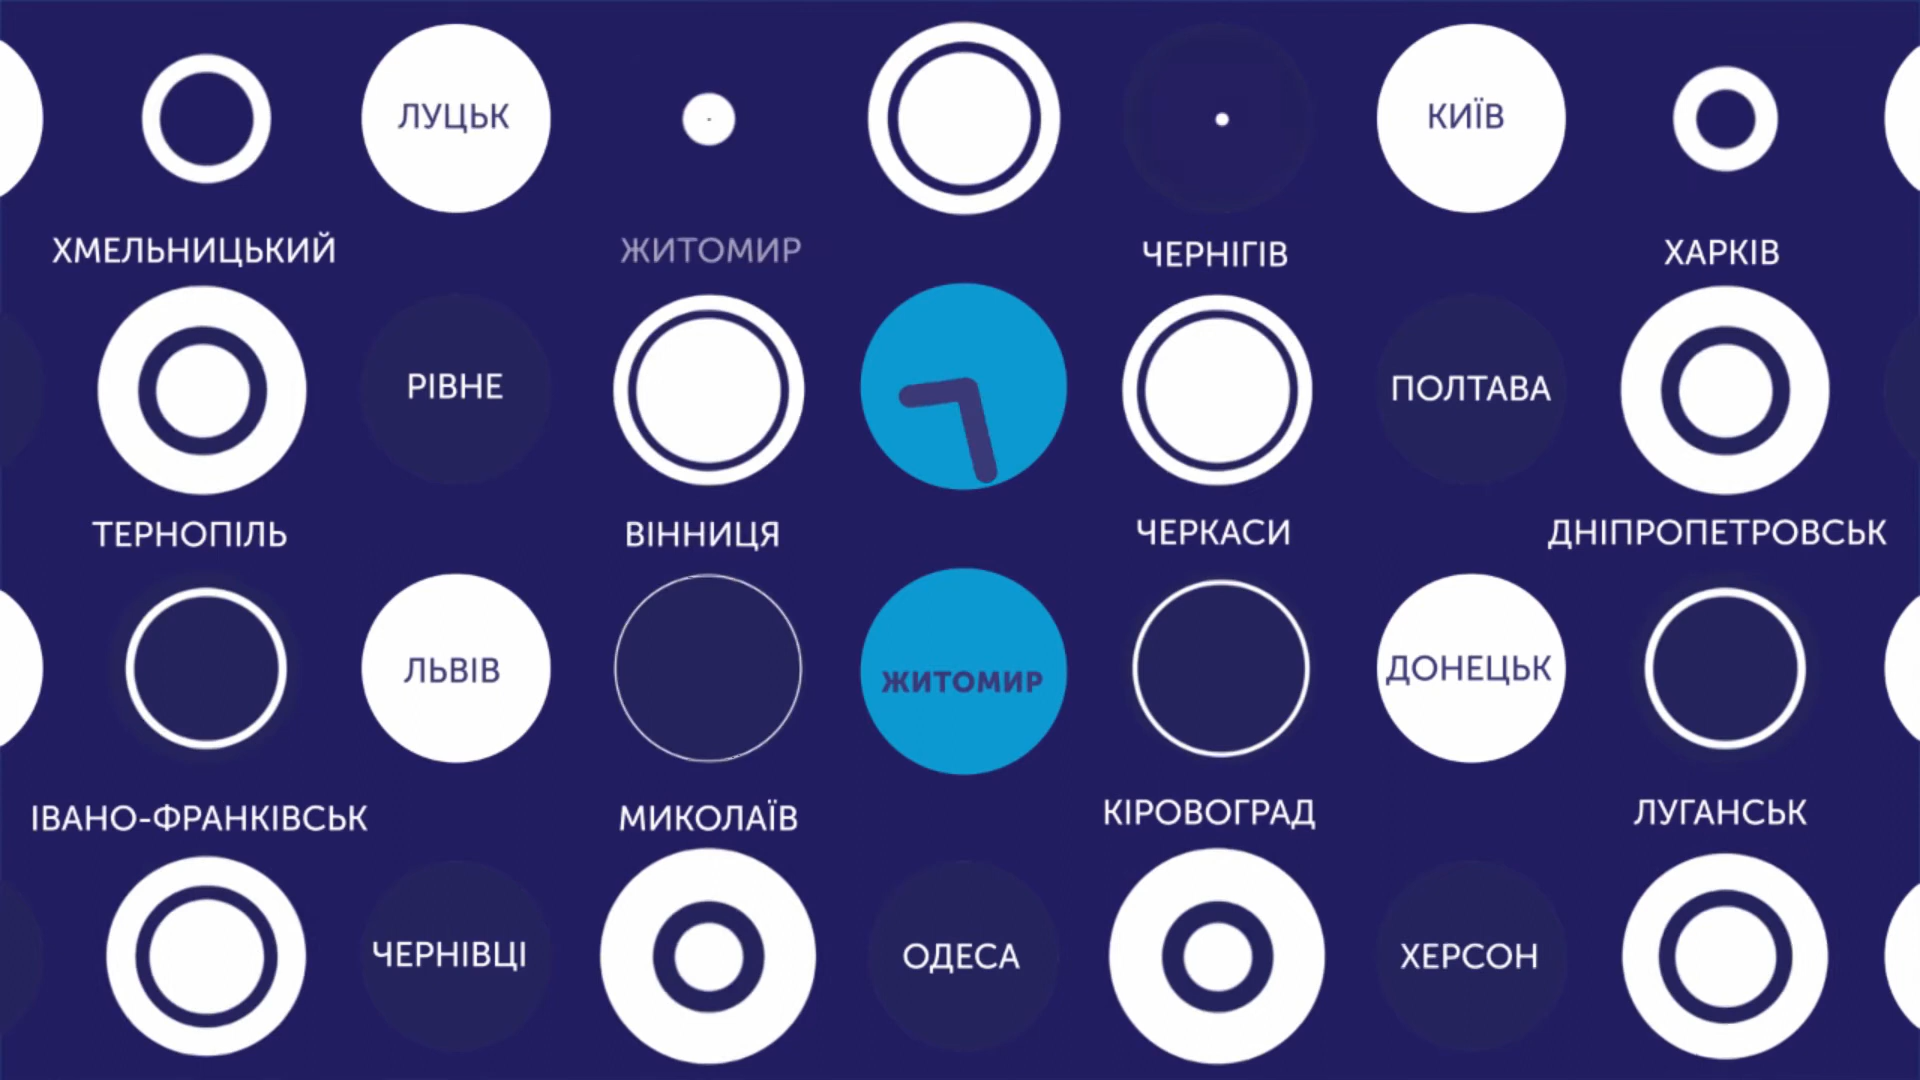 ЛУЦЬК
КИЇВ
ХМЕЛЬНИЦЬКИЙ
ЖИТОМИР
ЧЕРНІГІВ
ХАРКІВ
РІВНЕ
ПОЛТАВА
ТЕРНОПІЛЬ
ВІННИЦЯ
ЧЕРКАСИ
ДНІПРОПЕТРОВСЬК
ЛЬВІВ
ЖИТОМИР
ДОНЕЦЬК
ІВАНО-ФРАНКІВСЬК
МИКОЛАЇВ
КІРОВОГРАД
ЛУГАНСЬК
ЧЕРНІВЦІ
ОДЕСА
ХЕРСОН